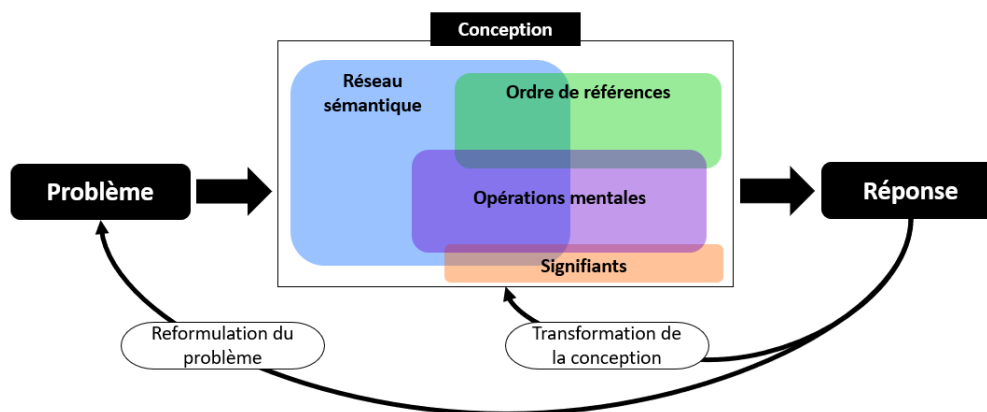 Conception
Réseau
sémantique
Ordre de références
Problème
Opérations mentales
Réponse
Signifiants
Reformulation du
problème
Transformation de
la conception